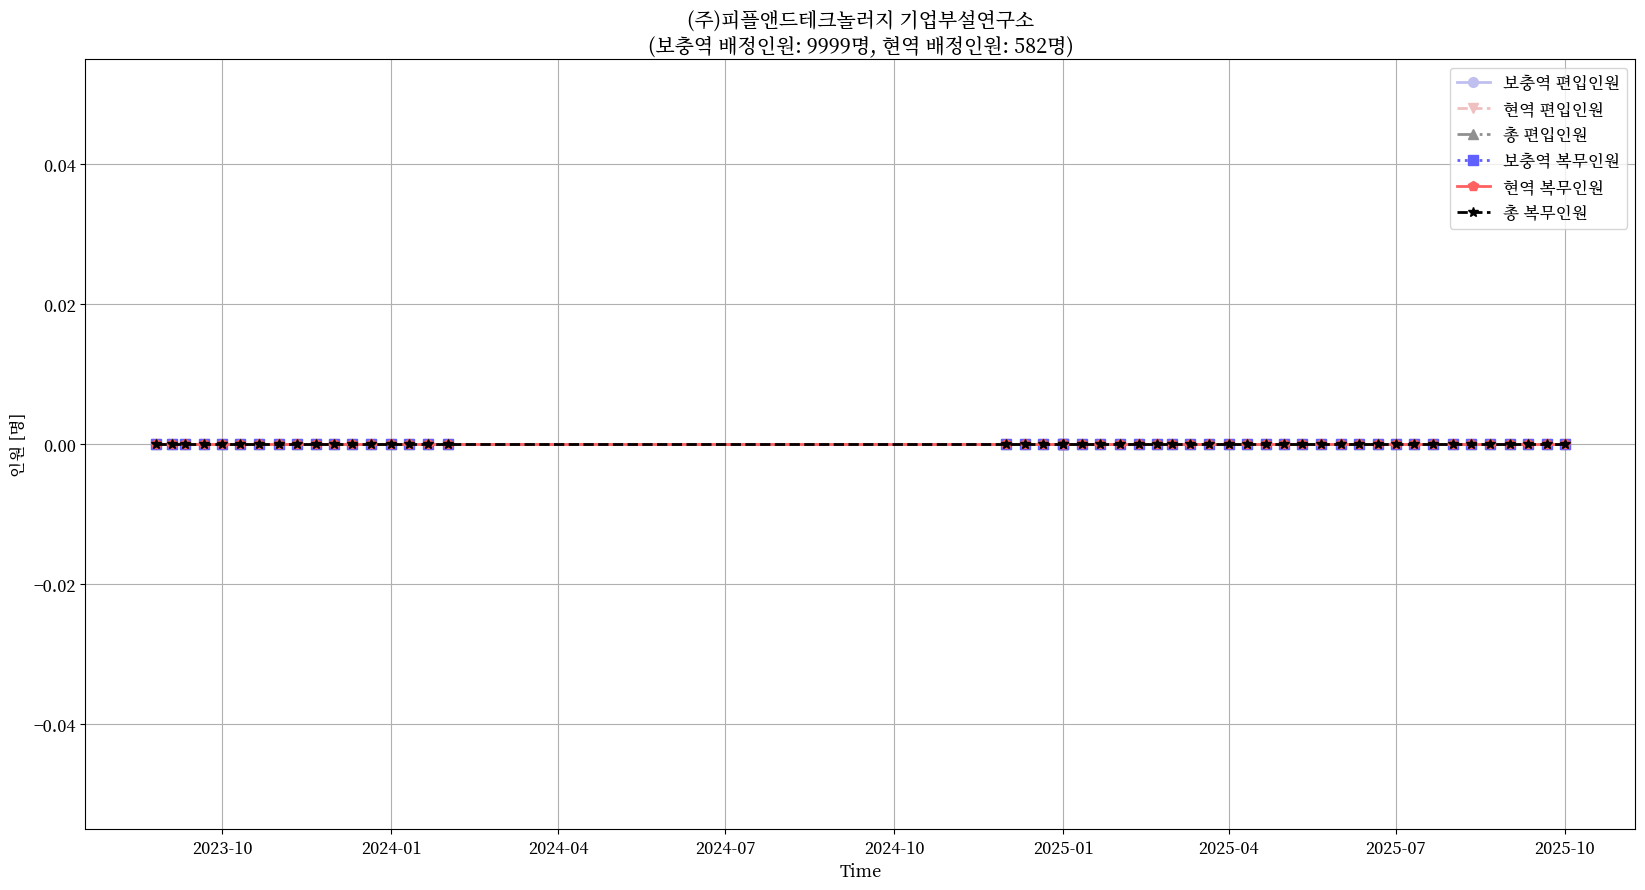 (주)피플앤드테크놀러지 기업부설연구소
(보충역 배정인원: 9999명, 현역 배정인원: 582명)
보충역 편입인원
현역 편입인원
총 편입인원
보충역 복무인원
현역 복무인원
총 복무인원
0.04
0.02
0.00
−0.02
−0.04
인원 [명]
2023-10 2024-01 2024-04 2024-07 2024-10 2025-01 2025-04 2025-07 2025-10
Time